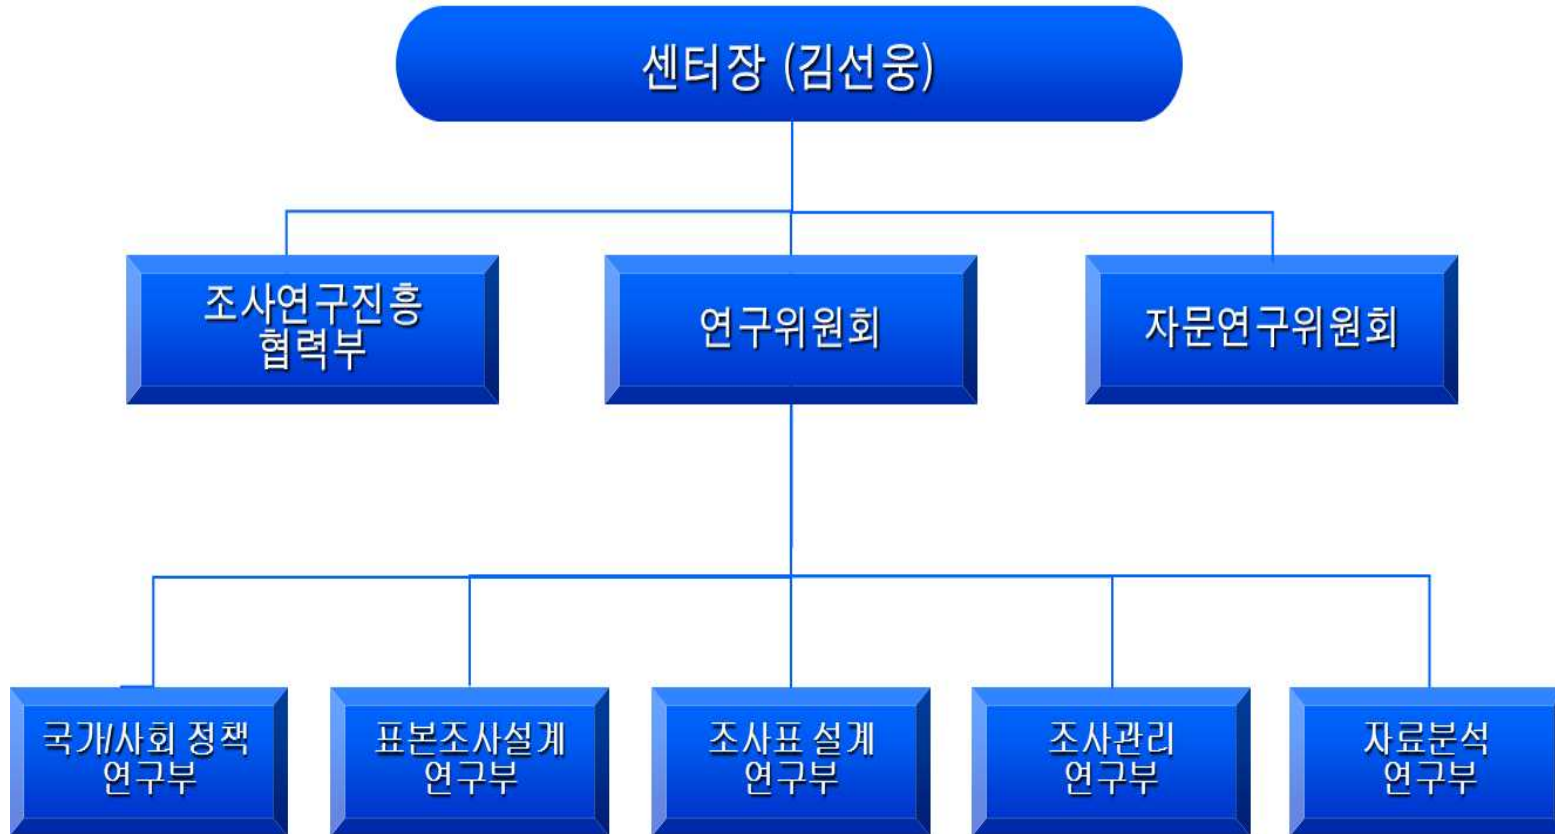 센터장 (김선웅)
조사연구진흥
협력부
연구위원회
자문연구위원회
국가/사회 정책
연구부
표본조사설계
연구부
조사표 설계
연구부
조사관리
연구부
자료분석
연구부